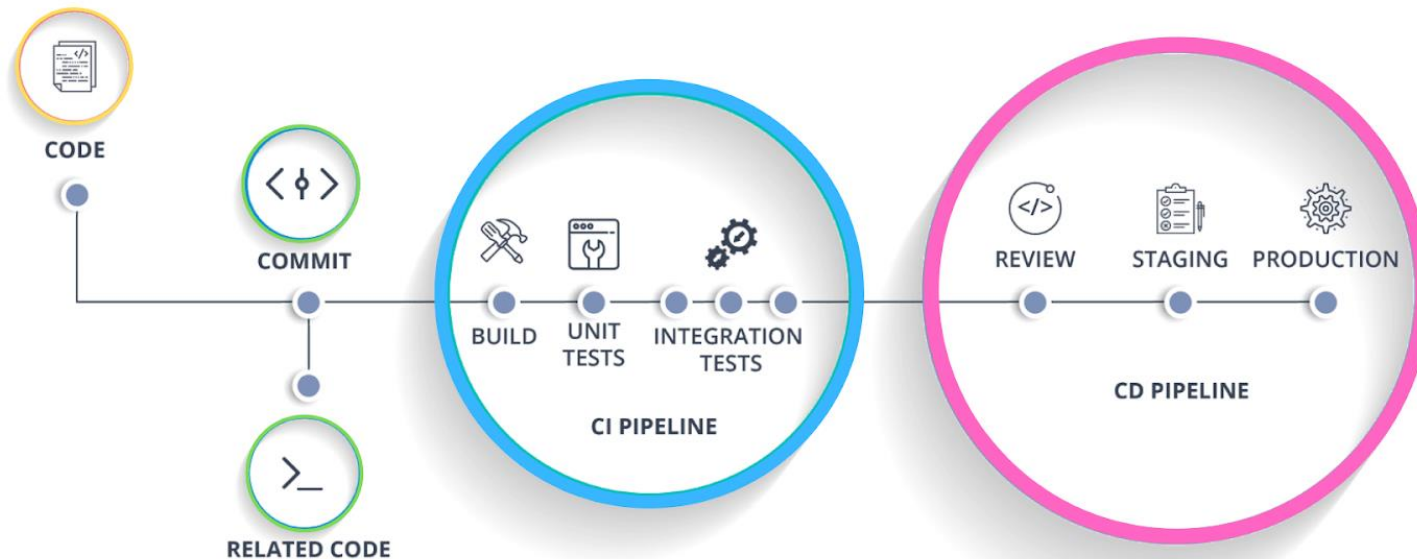 CODE
COMMIT
RELATED CODE
BUILD
UNIT
TESTS
INTEGRATION
TESTS
CI PIPELINE
REVIEW
STAGING
PRODUCTION
CD PIPELINE